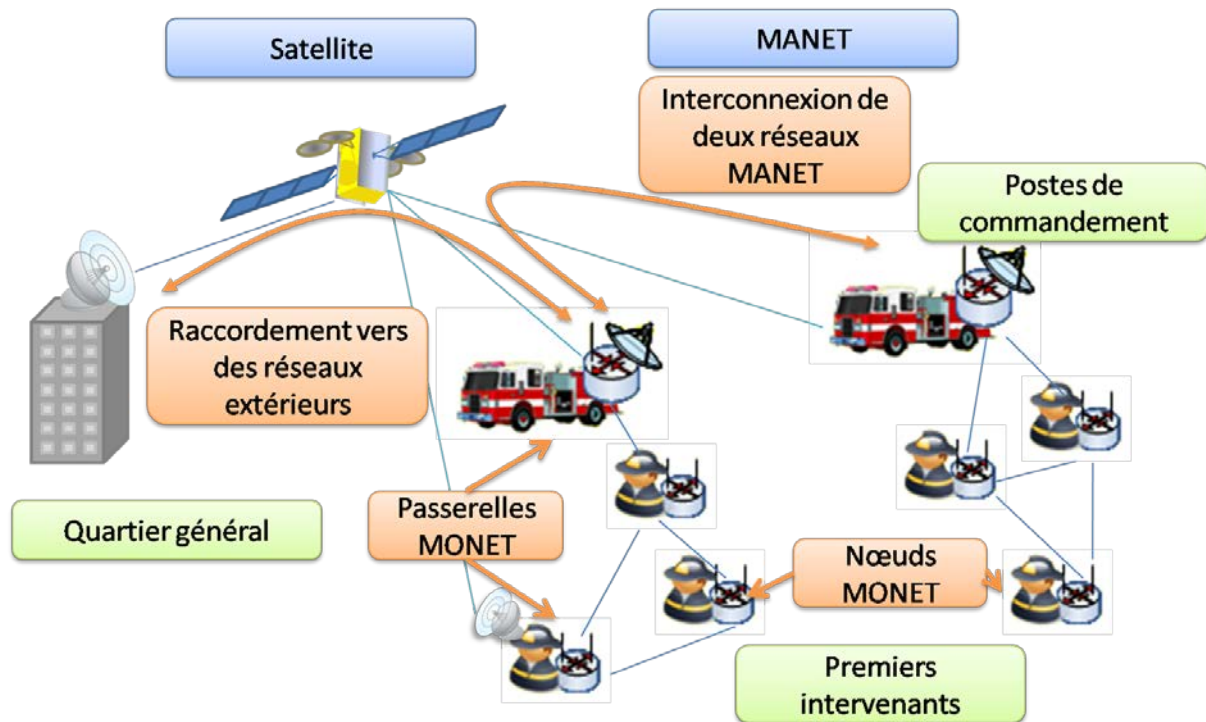 Satellite
MANET
Interconnexion de
deux réseaux
MANET
Postes de
commandement
Raccordement vers
des réseaux
extérieurs
Quartier général
Passerelles
MONET
Nœuds
MONET
Premiers
intervenants